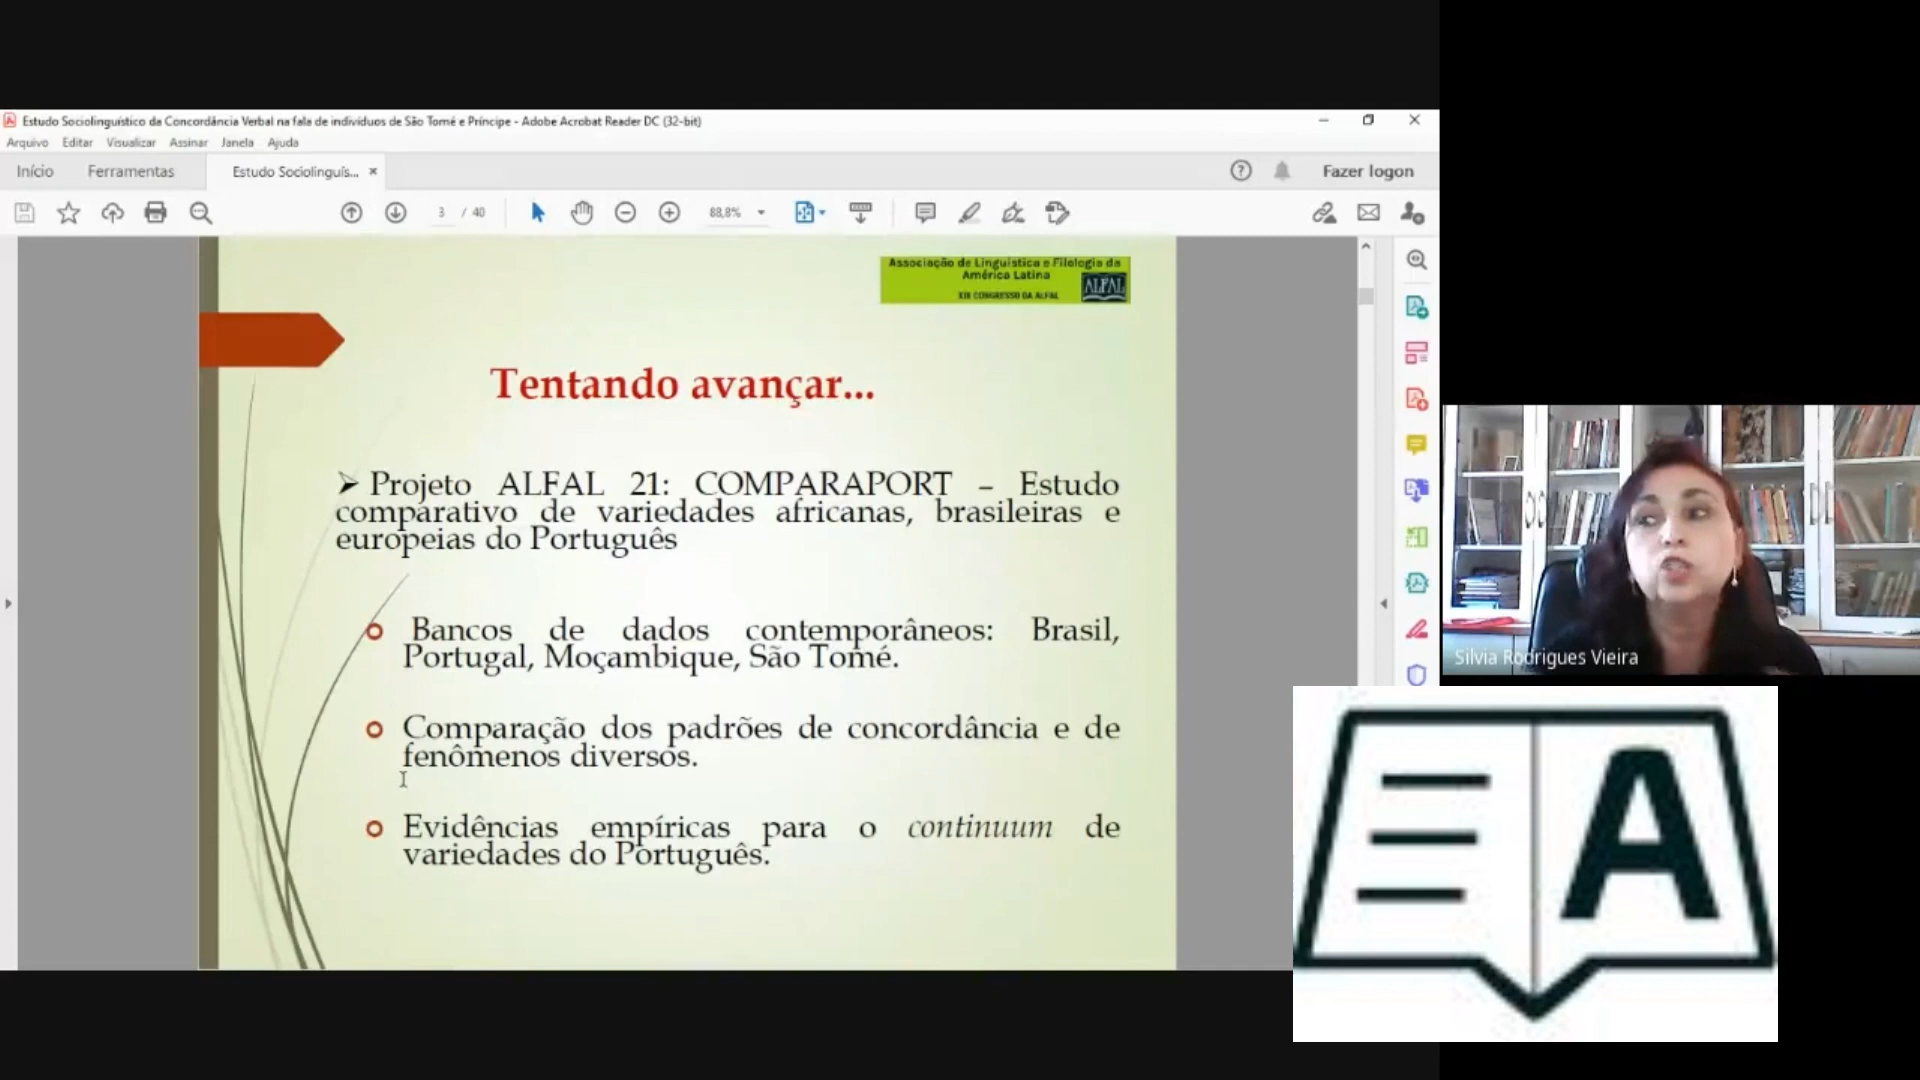 Estudo Sociolinguístico da Concordância Verbal na fala de indivíduos de São Tomé e Príncipe - Adobe Acrobat Reader DC (32-bit)
Arquivo Editar Visualizar Assinar Janela Ajuda
Início Ferramentas Estudo Sociolinguís... × Fazer logon
3 / 40 88,8%
Associação de Linguística e Filologia da
América Latina
XIX CONGRESSO DA ALFAL
ALFAL
Tentando avançar...
➢ Projeto ALFAL 21: COMPARAPORT – Estudo
comparativo de variedades africanas, brasileiras e
europeias do Português
Bancos de dados contemporâneos: Brasil,
Portugal, Moçambique, São Tomé.
Comparação dos padrões de concordância e de
fenômenos diversos.
Evidências empíricas para o continuum de
variedades do Português.
Silvia Rodrigues Vieira
A